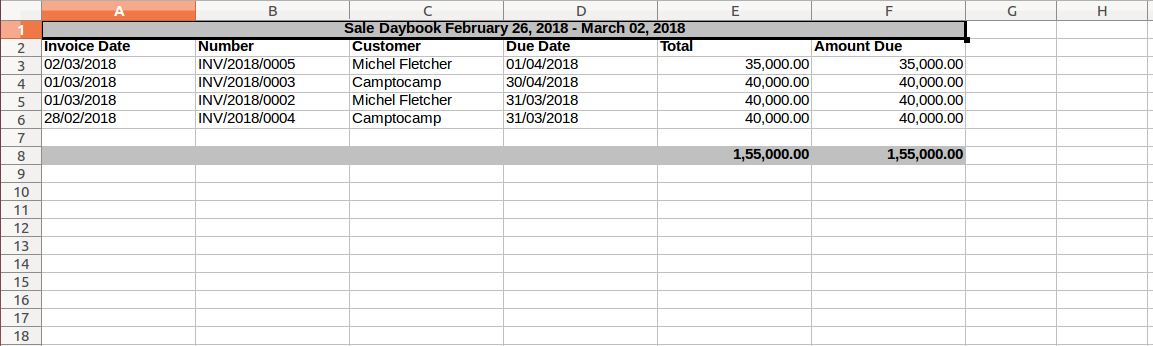 A B C D E F G H
1 Sale Daybook February 26, 2018 - March 02, 2018
2 Invoice Date Number Customer Due Date Total Amount Due
3 02/03/2018 INV/2018/0005 Michel Fletcher 01/04/2018 35,000.00 35,000.00
4 01/03/2018 INV/2018/0003 Camptocamp 30/04/2018 40,000.00 40,000.00
5 01/03/2018 INV/2018/0002 Michel Fletcher 31/03/2018 40,000.00 40,000.00
6 28/02/2018 INV/2018/0004 Camptocamp 31/03/2018 40,000.00 40,000.00
7
8 1,55,000.00 1,55,000.00
9
10
11
12
13
14
15
16
17
18